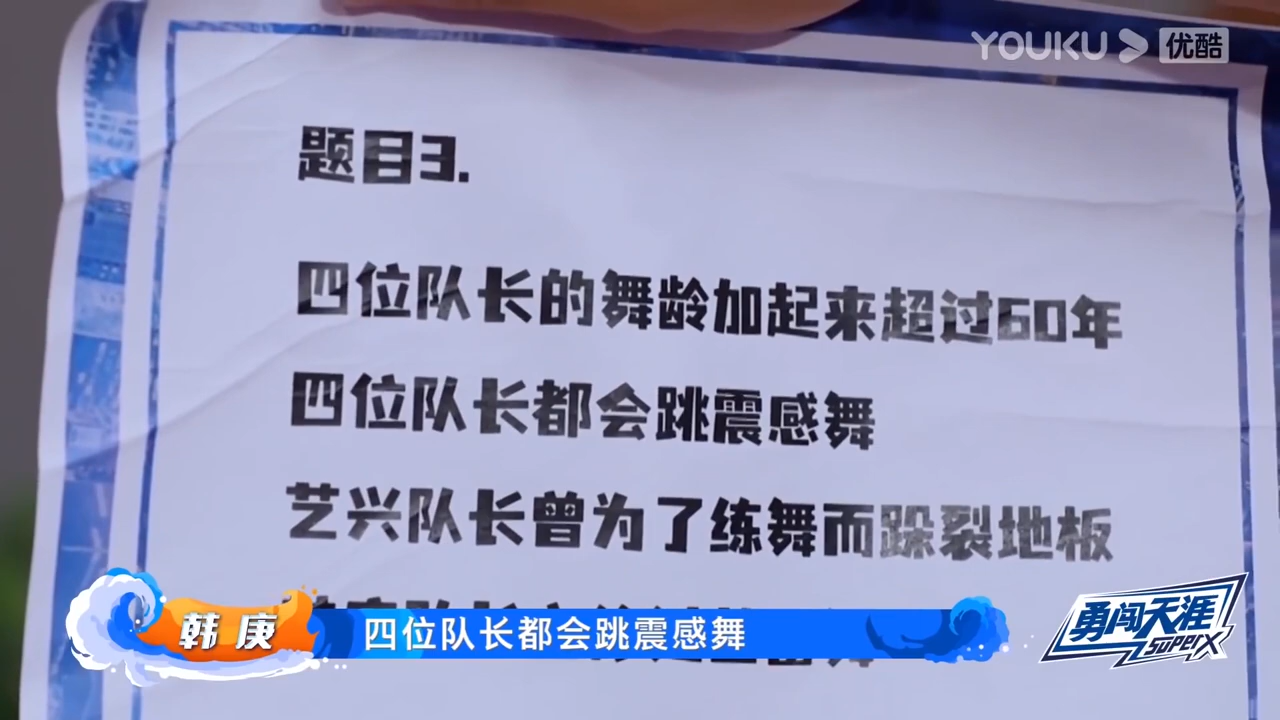 YOUKU 优酷
题目3.
四位队长的舞龄加起来超过60年
四位队长都会跳震感舞
艺兴队长曾为了练舞而跺裂地板
韩庚 四位队长都会跳震感舞
勇闯天涯
superX